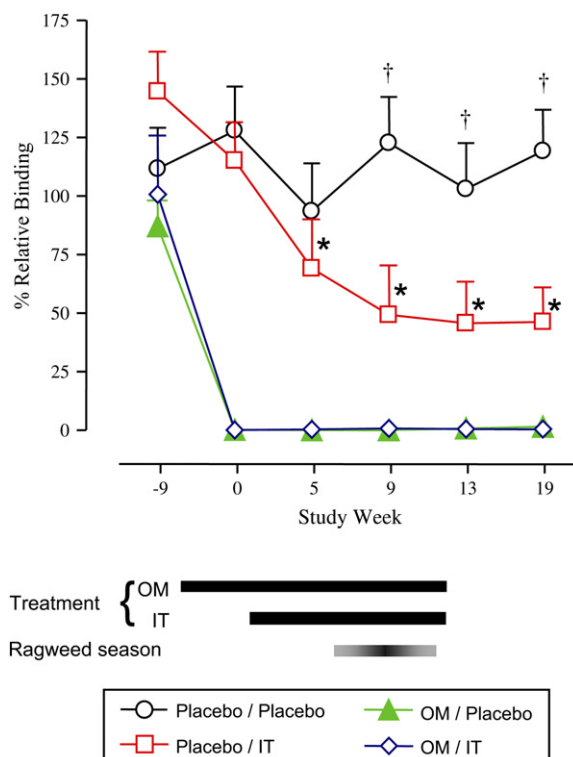 175
150
125
100
75
50
25
0
% Relative Binding
†
†
†
*
*
*
*
-9 0 5 9 13 19
Study Week
Treatment { OM
IT
Ragweed season
Placebo / Placebo OM / Placebo
Placebo / IT OM / IT